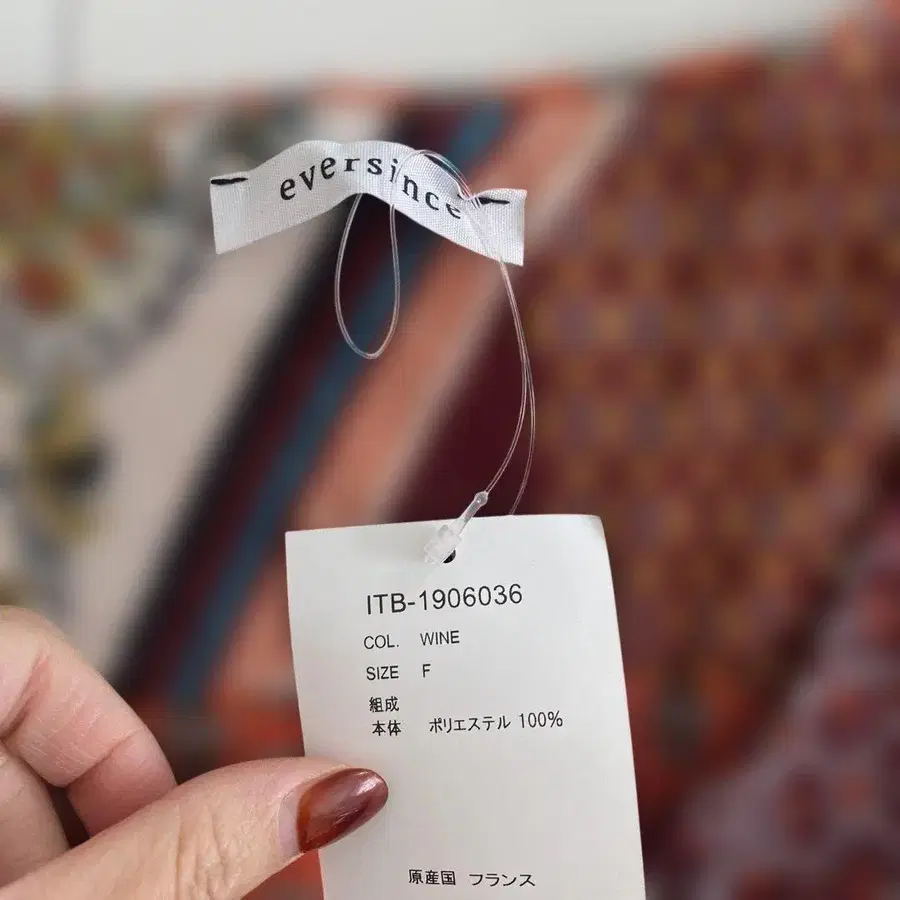 eversince
ITB-1906036
COL. WINE
SIZE F
組成
本体 ポリエステル 100%
原産国 フランス